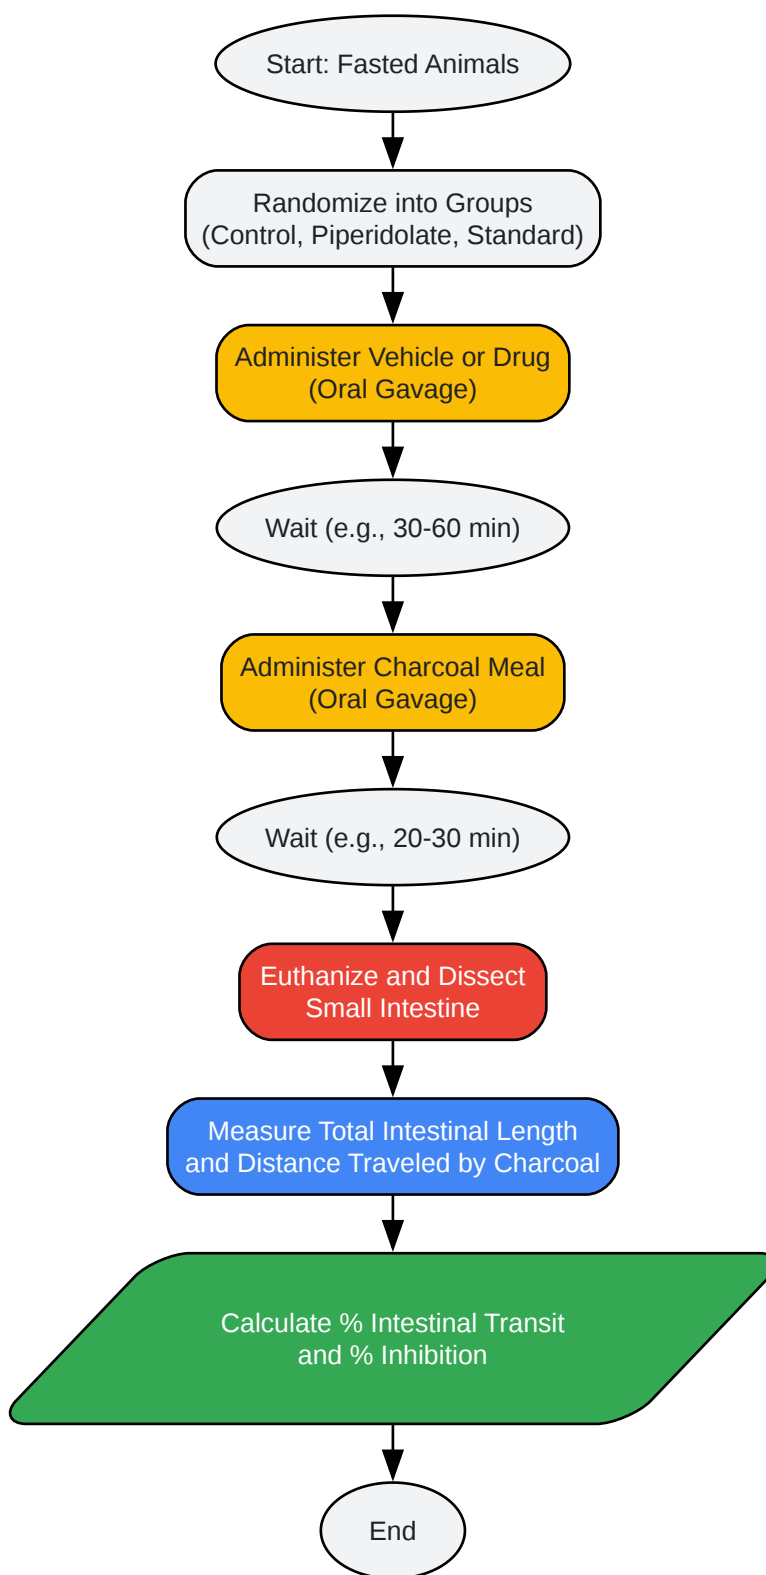 Start: Fasted Animals
Randomize into Groups
(Control, Piperidolate, Standard)
Administer Vehicle or Drug
(Oral Gavage)
Wait (e.g., 30-60 min)
Administer Charcoal Meal
(Oral Gavage)
Wait (e.g., 20-30 min)
Euthanize and Dissect
Small Intestine
Measure Total Intestinal Length
and Distance Traveled by Charcoal
Calculate % Intestinal Transit
and % Inhibition
End